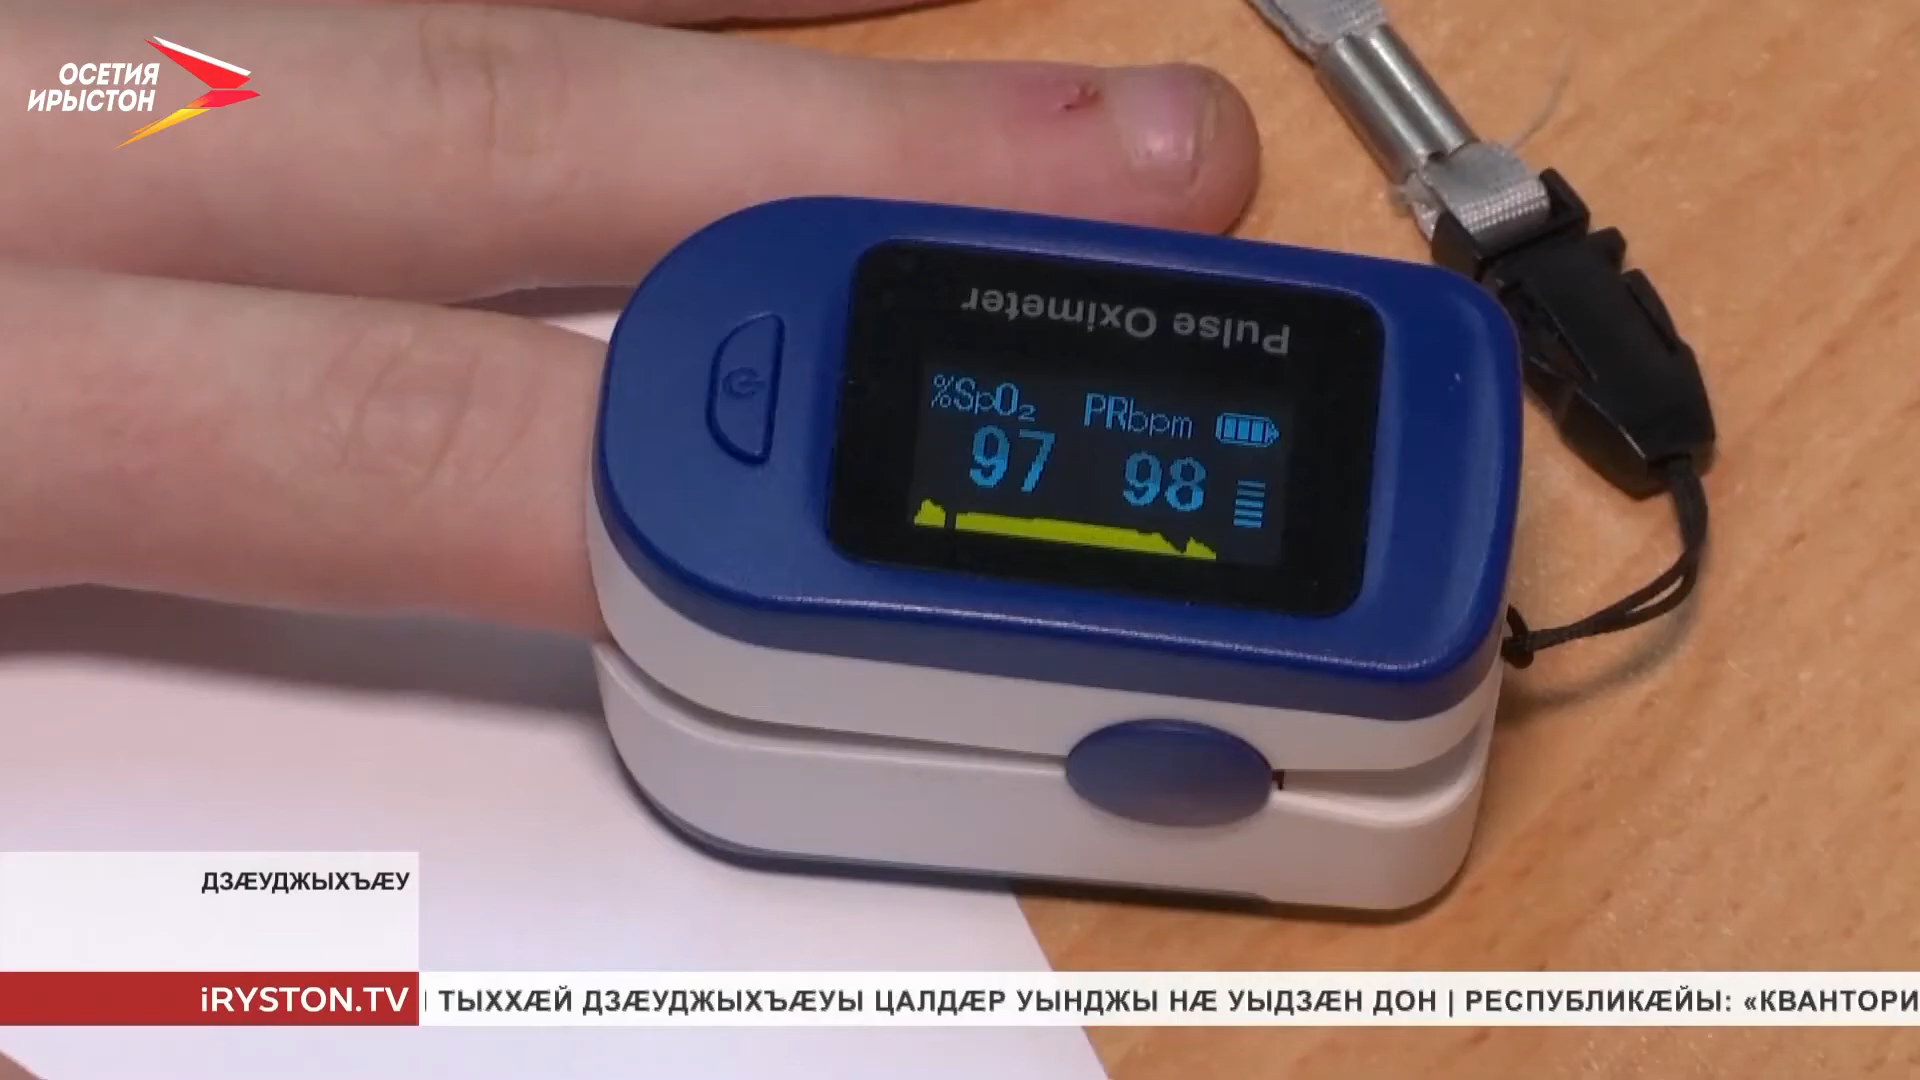 ОСЕТИЯ
ИРЫСТОН
Pulse Oximeter
%SpO₂ PRbpm
97 98
ДЗÆУДЖЫХЪÆУ
iRYSTON.TV
ТЫХХÆЙ ДЗÆУДЖЫХЪÆУЫ ЦАЛДÆР УЫНДЖЫ НÆ УЫДЗÆН ДОН | РЕСПУБЛИКÆЙЫ: «КВАНТОРИ